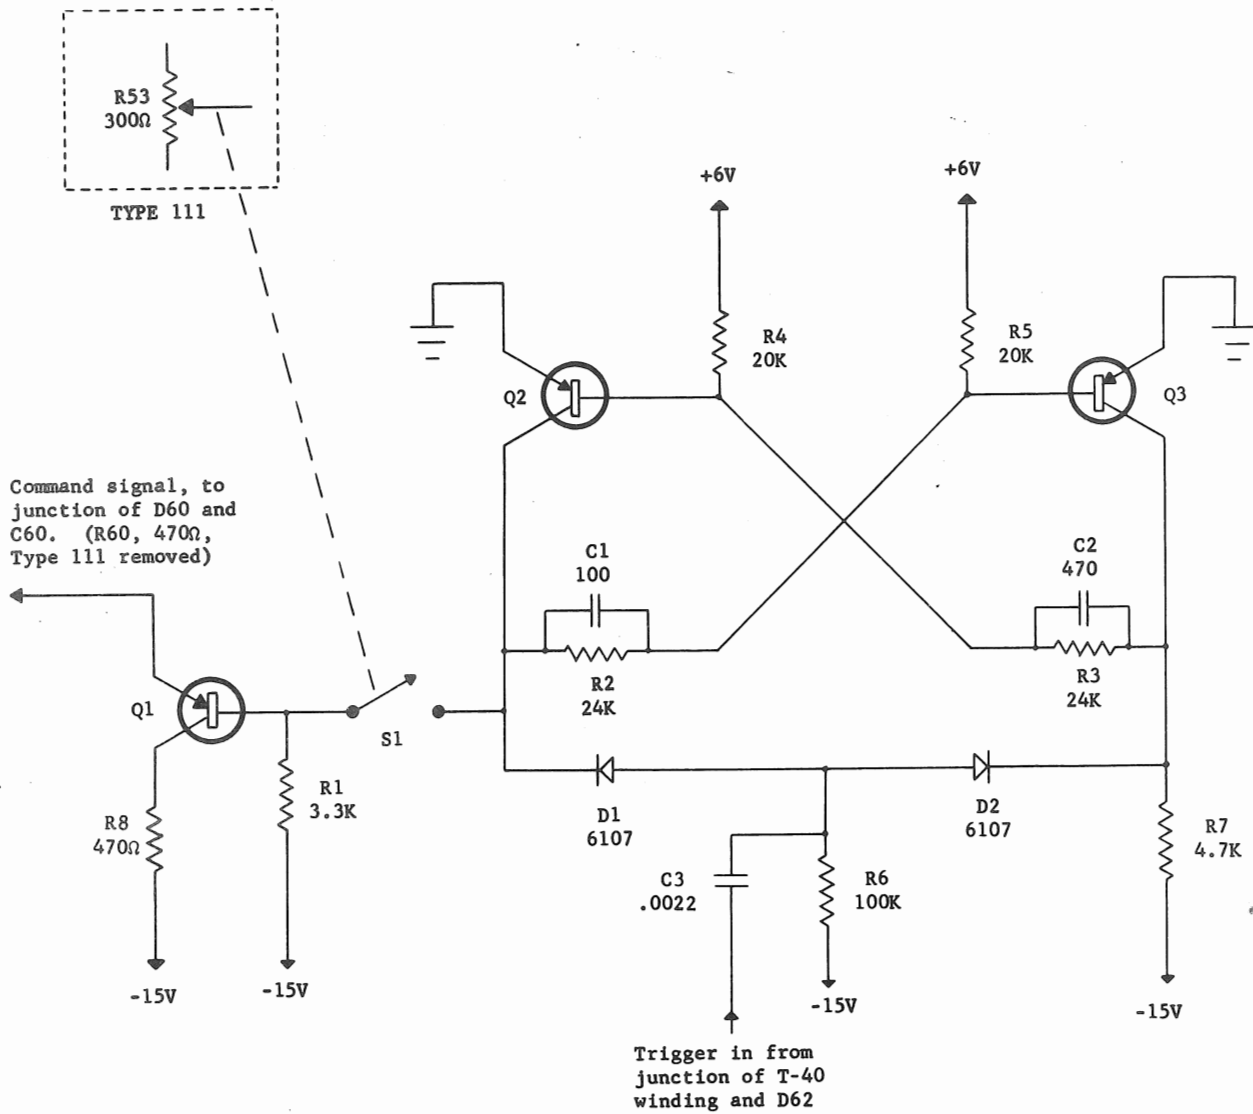 R53
300Ω
TYPE 111
+6V
+6V
R4
20K
R5
20K
Q2
Q3
Command signal, to
junction of D60 and
C60. (R60, 470Ω,
Type 111 removed)
C1
100
C2
470
R2
24K
R3
24K
Q1
S1
R1
3.3K
R8
470Ω
D1
6107
D2
6107
R7
4.7K
C3
.0022
R6
100K
-15V
-15V
-15V
-15V
Trigger in from
junction of T-40
winding and D62